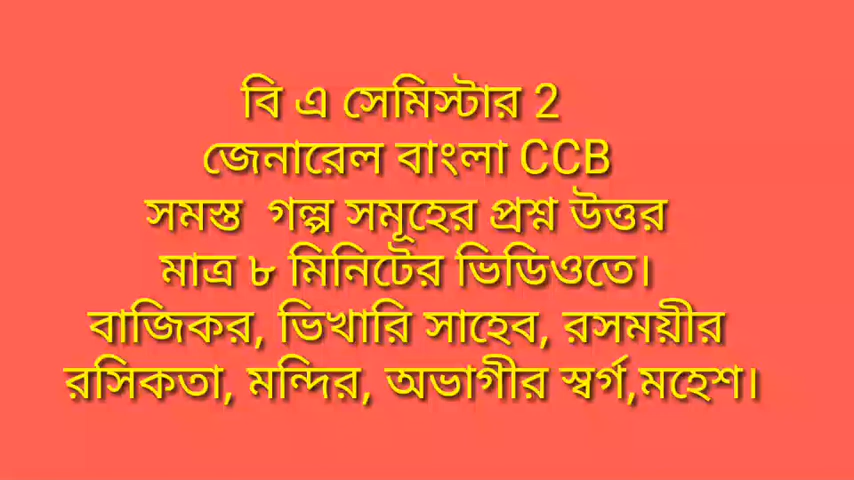 বি এ সেমিস্টার 2
জেনারেল বাংলা CCB
সমস্ত গল্প সমূহের প্রশ্ন উত্তর
মাত্র ৮ মিনিটের ভিডিওতে।
বাজিকর, ভিখারি সাহেব, রসময়ীর
রসিকতা, মন্দির, অভাগীর স্বর্গ,মহেশ।